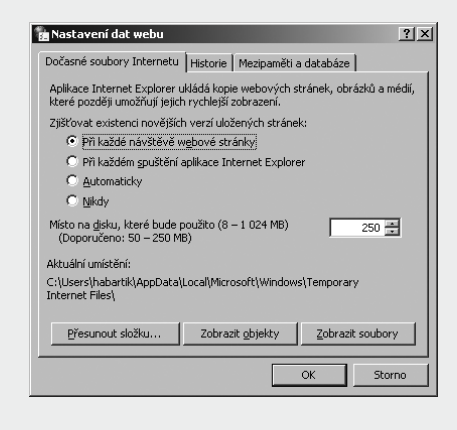 Nastavení dat webu
Dočasné soubory Internetu Historie Mezipaměti a databáze
Aplikace Internet Explorer ukládá kopie webových stránek, obrázků a médií,
které později umožňují jejich rychlejší zobrazení.
Zjišťovat existenci novějších verzí uložených stránek:
Při každé návštěvě webové stránky
Při každém spuštění aplikace Internet Explorer
Automaticky
Nikdy
Místo na disku, které bude použito (8 – 1 024 MB) 250
(Doporučeno: 50 – 250 MB)
Aktuální umístění:
C:\Users\habartik\AppData\Local\Microsoft\Windows\Temporary
Internet Files\
Přesunout složku... Zobrazit objekty Zobrazit soubory
OK Storno